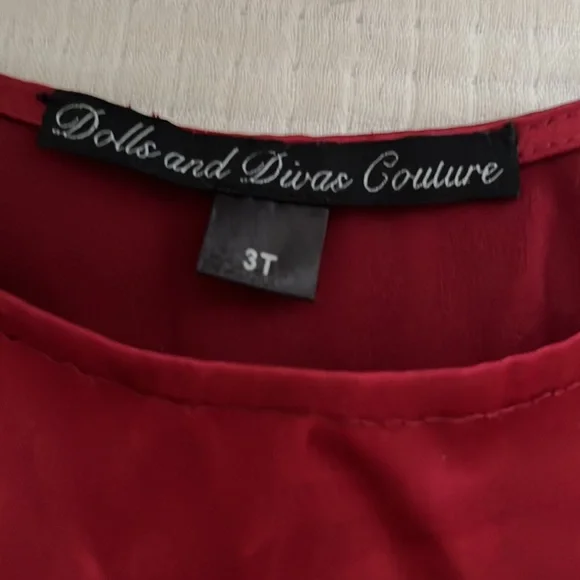 Dolls and Divas Couture
3T